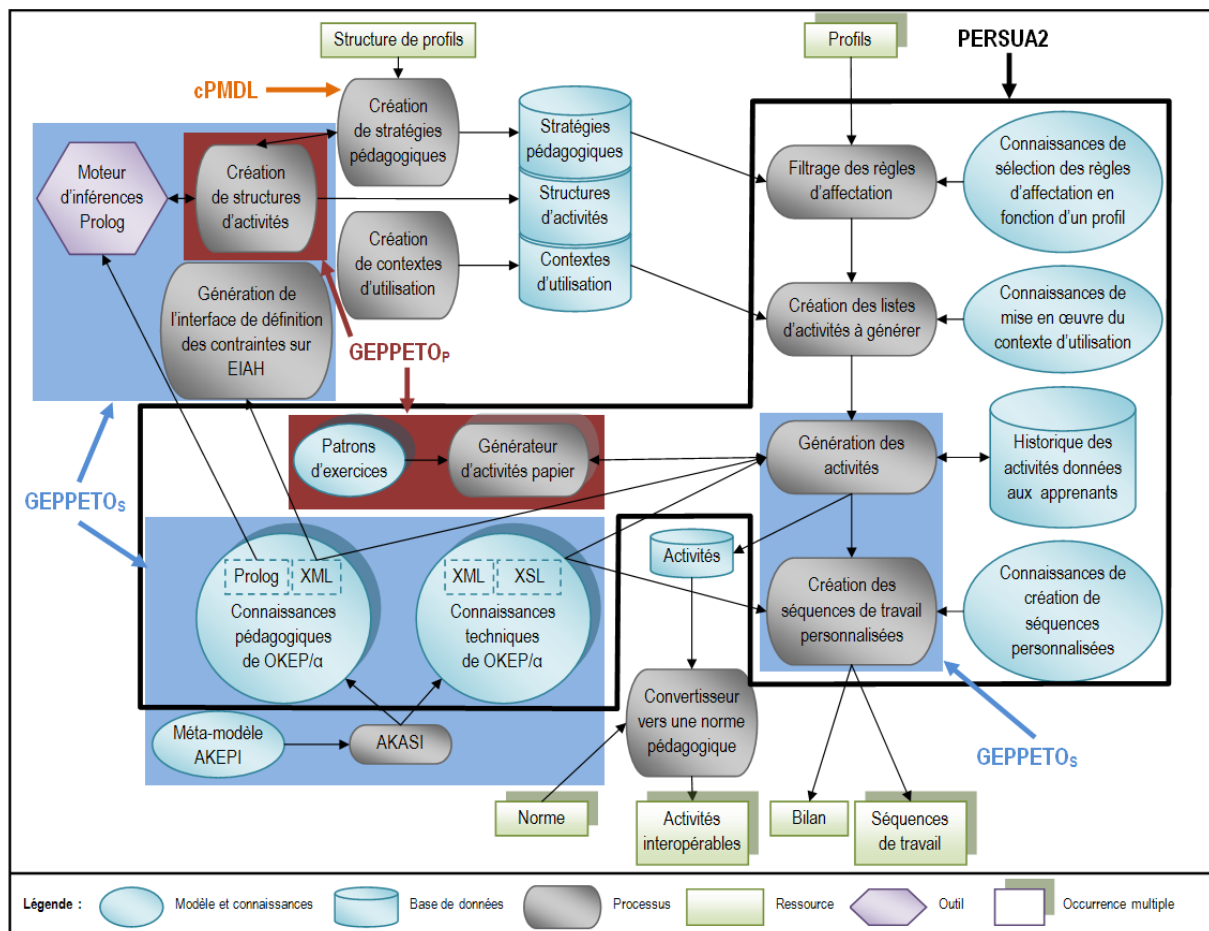 Structure de profils
Profils
PERSUA2
cPMDL
Création
de stratégies
pédagogiques
Stratégies
pédagogiques
Filtrage des règles
d'affectation
Connaissances de
sélection des règles
d'affectation en
fonction d'un profil
Moteur
d'inférences
Prolog
Création
de structures
d'activités
Structures
d'activités
Création
de contextes
d'utilisation
Contextes
d'utilisation
Création des listes
d'activités à générer
Connaissances de
mise en œuvre du
contexte d'utilisation
Génération de
l'interface de définition
des contraintes sur
EIAH
GEPPETOP
Patrons
d'exercices
Générateur
d'activités papier
Génération des
activités
Historique des
activités données
aux apprenants
GEPPETOS
Prolog
XML
Connaissances
pédagogiques
de OKEP/α
XML
XSL
Connaissances
techniques
de OKEP/α
Activités
Création des
séquences de travail
personnalisées
Connaissances de
création de
séquences
personnalisées
Convertisseur
vers une norme
pédagogique
Méta-modèle
AKEPI
AKASI
GEPPETOS
Norme
Activités
interopérables
Bilan
Séquences
de travail
Légende :
Modèle et connaissances
Base de données
Processus
Ressource
Outil
Occurrence multiple